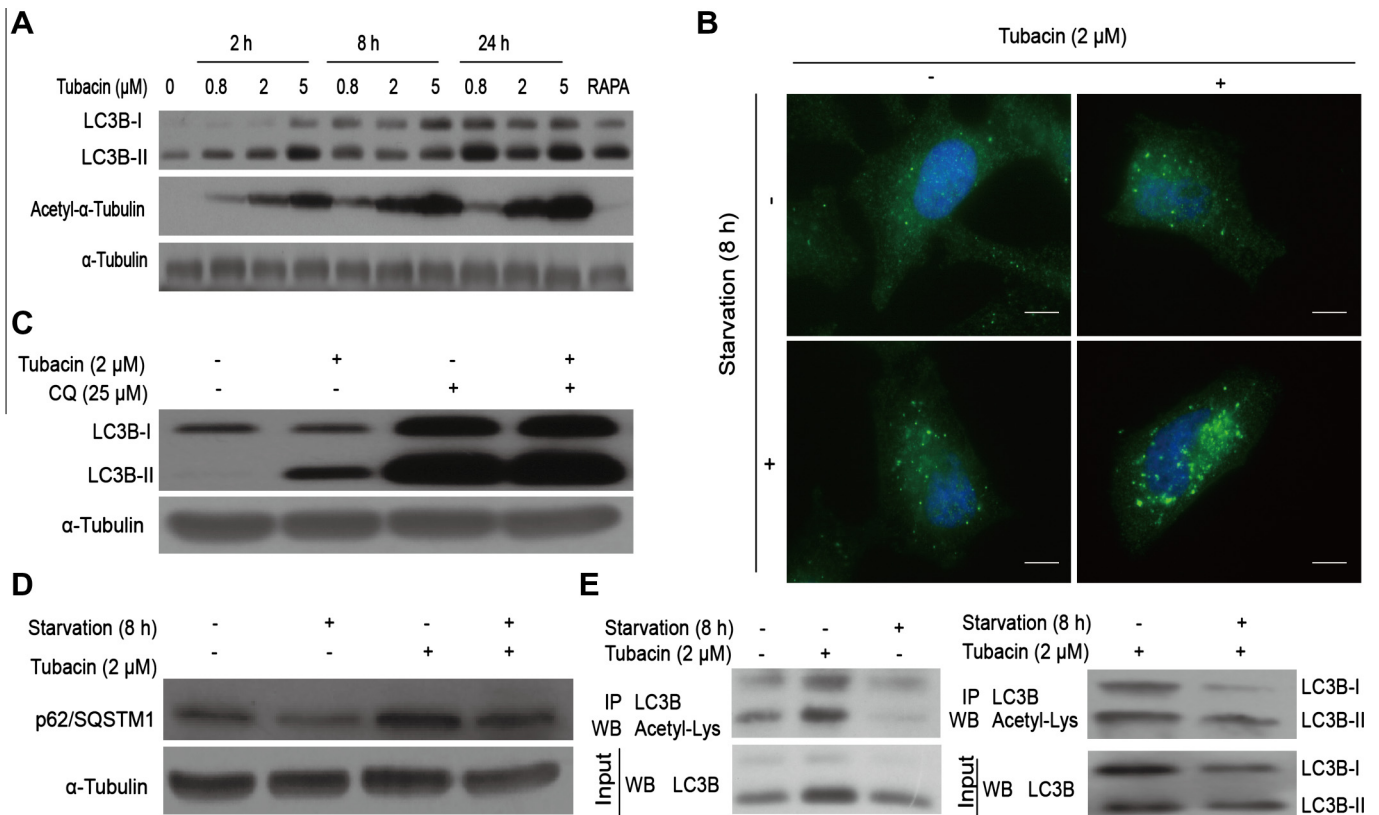 A
2 h 8 h 24 h
Tubacin (μM) 0 0.8 2 5 0.8 2 5 0.8 2 5 RAPA
LC3B-I
LC3B-II
Acetyl-α-Tubulin
α-Tubulin
B
Tubacin (2 μM)
- +
Starvation (8 h)
-
+
C
Tubacin (2 μM) - + - +
CQ (25 μM) - - + +
LC3B-I
LC3B-II
α-Tubulin
D
Starvation (8 h) - + - +
Tubacin (2 μM) - - + +
p62/SQSTM1
α-Tubulin
E
Starvation (8 h) - - +
Tubacin (2 μM) - + -
IP LC3B
WB Acetyl-Lys
Input
WB LC3B
Starvation (8 h) - +
Tubacin (2 μM) + +
IP LC3B
WB Acetyl-Lys
LC3B-I
LC3B-II
Input
WB LC3B
LC3B-I
LC3B-II